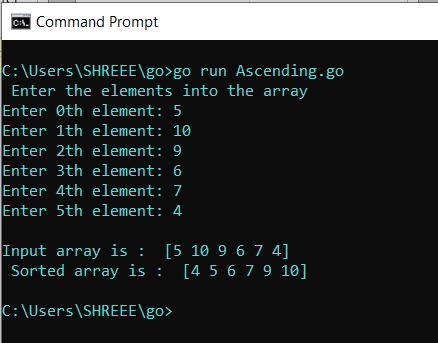 Command Prompt
C:\Users\SHREEE\go>go run Ascending.go
 Enter the elements into the array
Enter 0th element: 5
Enter 1th element: 10
Enter 2th element: 9
Enter 3th element: 6
Enter 4th element: 7
Enter 5th element: 4
Input array is :  [5 10 9 6 7 4]
 Sorted array is :  [4 5 6 7 9 10]
C:\Users\SHREEE\go>